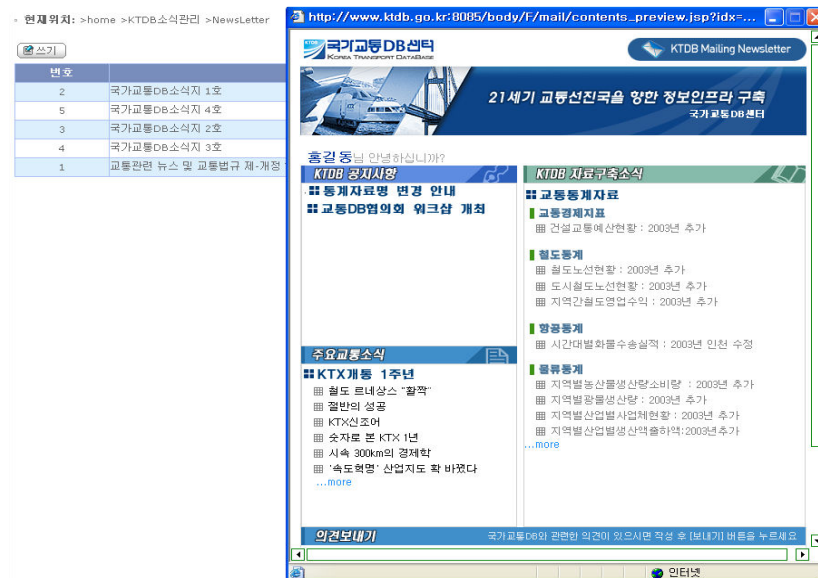 현재위치: >home >KTDB소식관리 >NewsLetter
쓰기
번호
2 국가교통DB소식지 1호
5 국가교통DB소식지 4호
3 국가교통DB소식지 2호
4 국가교통DB소식지 3호
1 교통관련 뉴스 및 교통법규 제·개정
http://www.ktdb.go.kr:8085/body/F/mail/contents_preview.jsp?idx=...
국가교통DB센터
KOREA TRANSPORT DATABASE
KTDB Mailing Newsletter
21세기 교통선진국을 향한 정보인프라 구축
국가교통DB센터
홍길동님 안녕하십니까?
KTDB 공지사항
통계자료명 변경 안내
교통DB협의회 워크샵 개최
주요교통소식
KTX개통 1주년
철도 르네상스 "활짝"
절반의 성공
KTX신조어
숫자로 본 KTX 1년
시속 300km의 경제학
'속도혁명' 산업지도 확 바꿨다
...more
KTDB 자료구축소식
교통통계자료
교통경제지표
건설교통예산현황 : 2003년 추가
철도통계
철도노선현황 : 2003년 추가
도시철도노선현황 : 2003년 추가
지역간철도영업수익 : 2003년 추가
항공통계
시간대별화물수송실적 : 2003년 인천 수정
물류통계
지역별농산물생산량소비량 : 2003년 추가
지역별광물생산량 : 2003년 추가
지역별산업별사업체현황 : 2003년 추가
지역별산업별생산액출하액:2003년추가
...more
의견보내기
국가교통DB와 관련한 의견이 있으시면 작성 후 [보내기] 버튼을 누르세요
인터넷